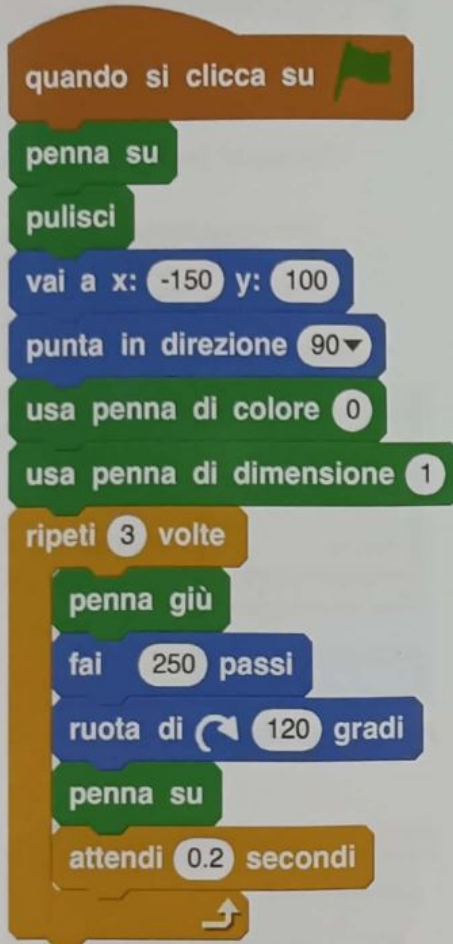 quando si clicca su
penna su
pulisci
vai a x: -150 y: 100
punta in direzione 90
usa penna di colore 0
usa penna di dimensione 1
ripeti 3 volte
penna giù
fai 250 passi
ruota di 120 gradi
penna su
attendi 0.2 secondi